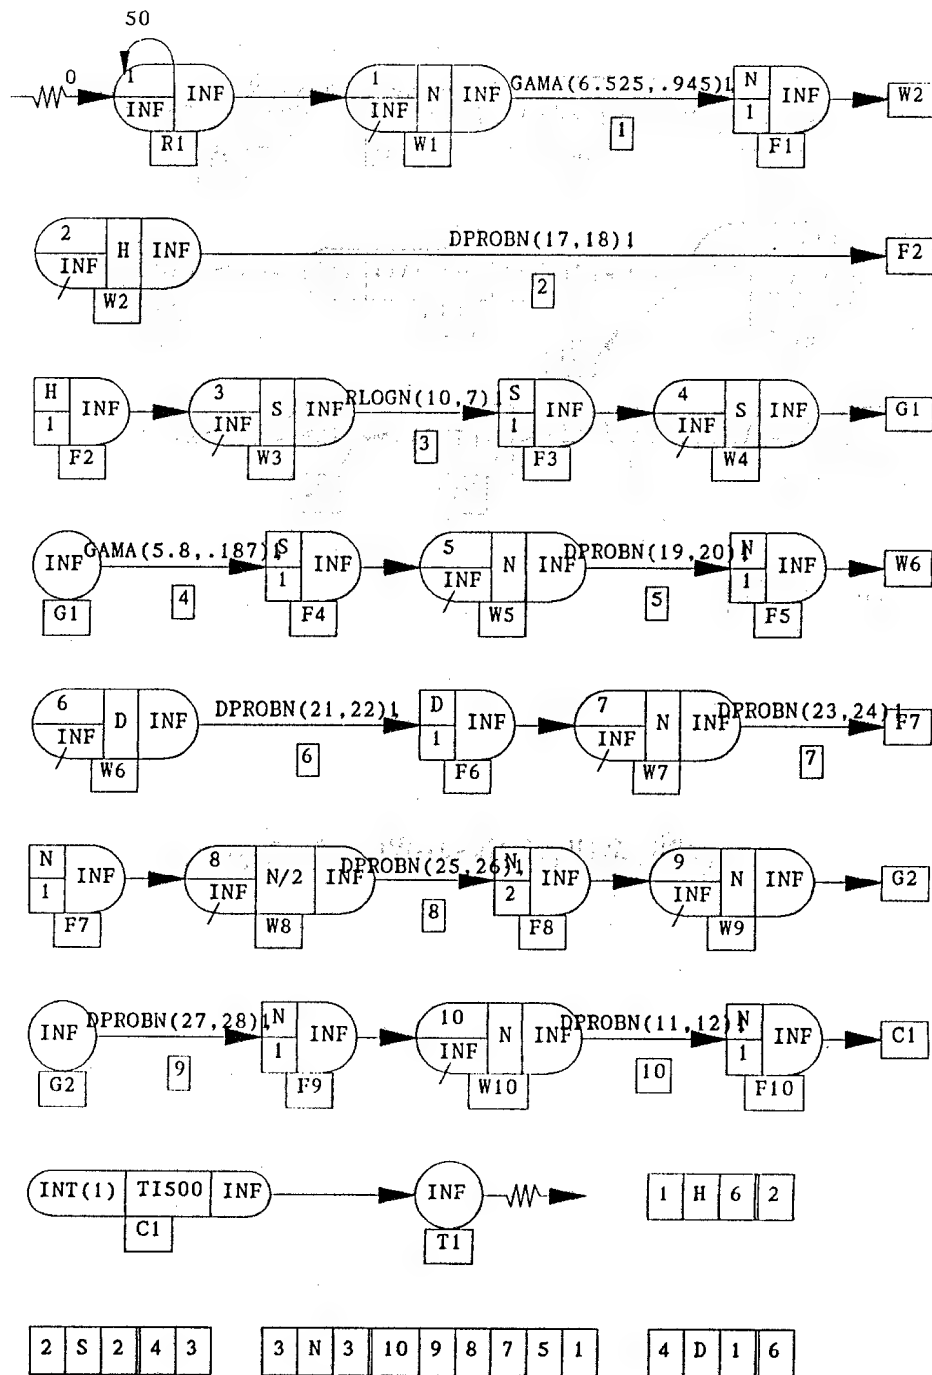 50
0 1 INF INF R1 1 INF N INF W1 GAMA(6.525,.945)1 1 N 1 INF F1 W2
2 INF H INF W2 DPROBN(17,18)1 2 F2
H 1 INF F2 3 INF S INF W3 RLOGN(10,7)1 3 S 1 INF F3 4 INF S INF W4 G1
INF G1 GAMA(5.8,.187)1 4 S 1 INF F4 5 INF N INF W5 DPROBN(19,20)1 5 N 1 INF F5 W6
6 INF D INF W6 DPROBN(21,22)1 6 D 1 INF F6 7 INF N INF W7 DPROBN(23,24)1 7 F7
N 1 INF F7 8 INF N/2 INF W8 DPROBN(25,26)1 8 N 2 INF F8 9 INF N INF W9 G2
INF G2 DPROBN(27,28)1 9 N 1 INF F9 10 INF N INF W10 DPROBN(11,12)1 10 N 1 INF F10 C1
INT(1) TI500 INF C1 INF T1 1 H 6 2
2 S 2 4 3 3 N 3 10 9 8 7 5 1 4 D 1 6